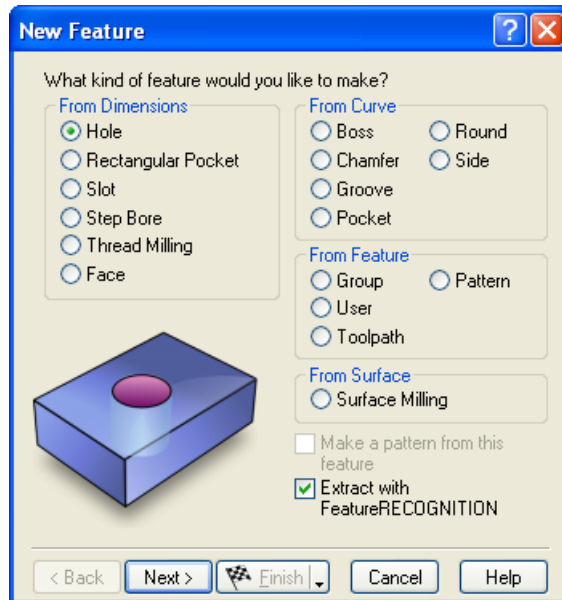 New Feature
What kind of feature would you like to make?
From Dimensions
Hole
Rectangular Pocket
Slot
Step Bore
Thread Milling
Face
From Curve
Boss
Round
Chamfer
Side
Groove
Pocket
From Feature
Group
Pattern
User
Toolpath
From Surface
Surface Milling
Make a pattern from this
feature
Extract with
FeatureRECOGNITION
< Back
Next >
Finish
Cancel
Help